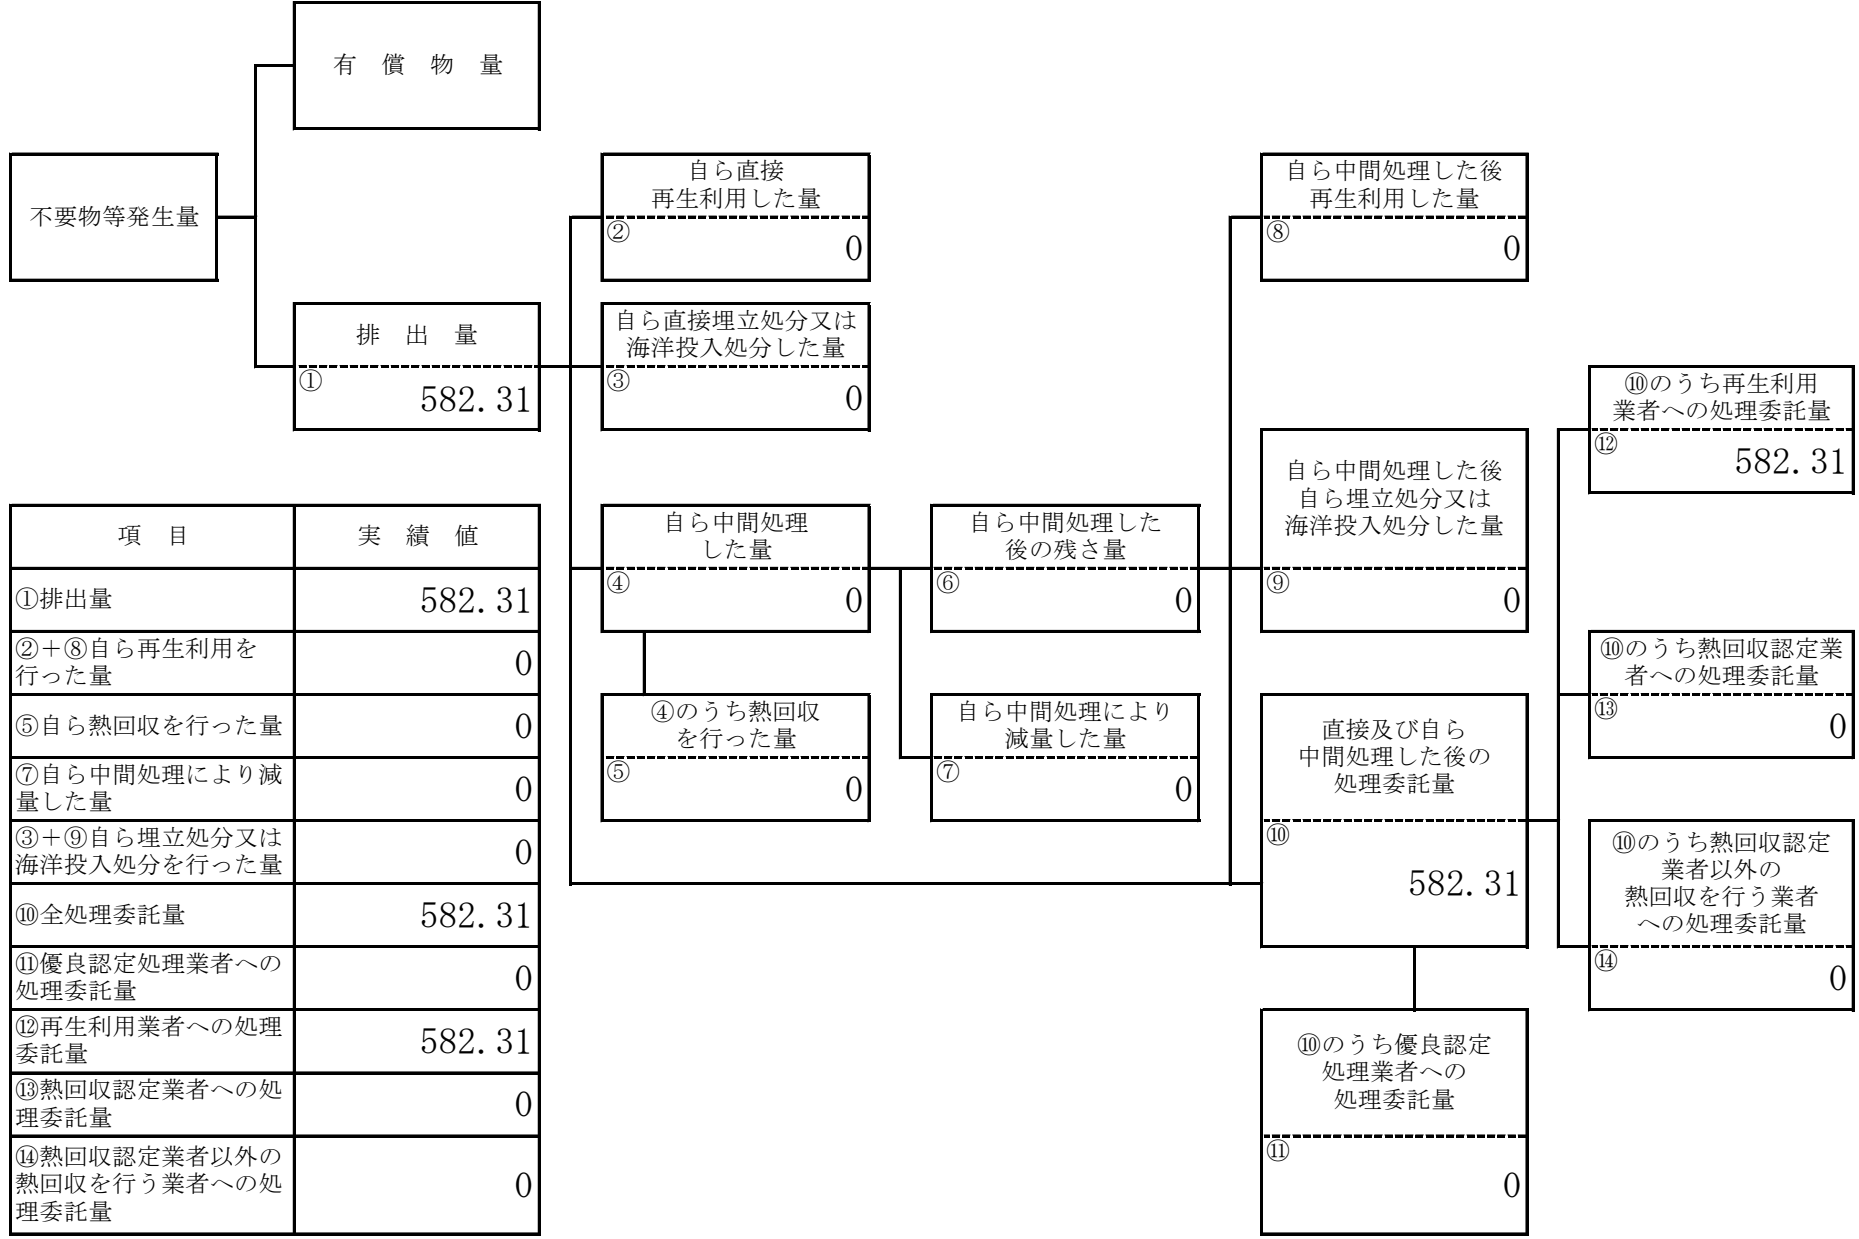 有 償 物 量
不要物等発生量
排 出 量
①
582.31
自ら直接
再生利用した量
②
0
自ら直接埋立処分又は
海洋投入処分した量
③
0
自ら中間処理
した量
④
0
④のうち熱回収
を行った量
⑤
0
自ら中間処理した
後の残さ量
⑥
0
自ら中間処理により
減量した量
⑦
0
自ら中間処理した後
再生利用した量
⑧
0
自ら中間処理した後
自ら埋立処分又は
海洋投入処分した量
⑨
0
直接及び自ら
中間処理した後の
処理委託量
⑩
582.31
⑩のうち優良認定
処理業者への
処理委託量
⑪
0
⑩のうち再生利用
業者への処理委託量
⑫
582.31
⑩のうち熱回収認定業
者への処理委託量
⑬
0
⑩のうち熱回収認定
業者以外の
熱回収を行う業者
への処理委託量
⑭
0
項 目 実 績 値
①排出量 582.31
②＋⑧自ら再生利用を
行った量 0
⑤自ら熱回収を行った量 0
⑦自ら中間処理により減
量した量 0
③＋⑨自ら埋立処分又は
海洋投入処分を行った量 0
⑩全処理委託量 582.31
⑪優良認定処理業者への
処理委託量 0
⑫再生利用業者への処理
委託量 582.31
⑬熱回収認定業者への処
理委託量 0
⑭熱回収認定業者以外の
熱回収を行う業者への処
理委託量 0